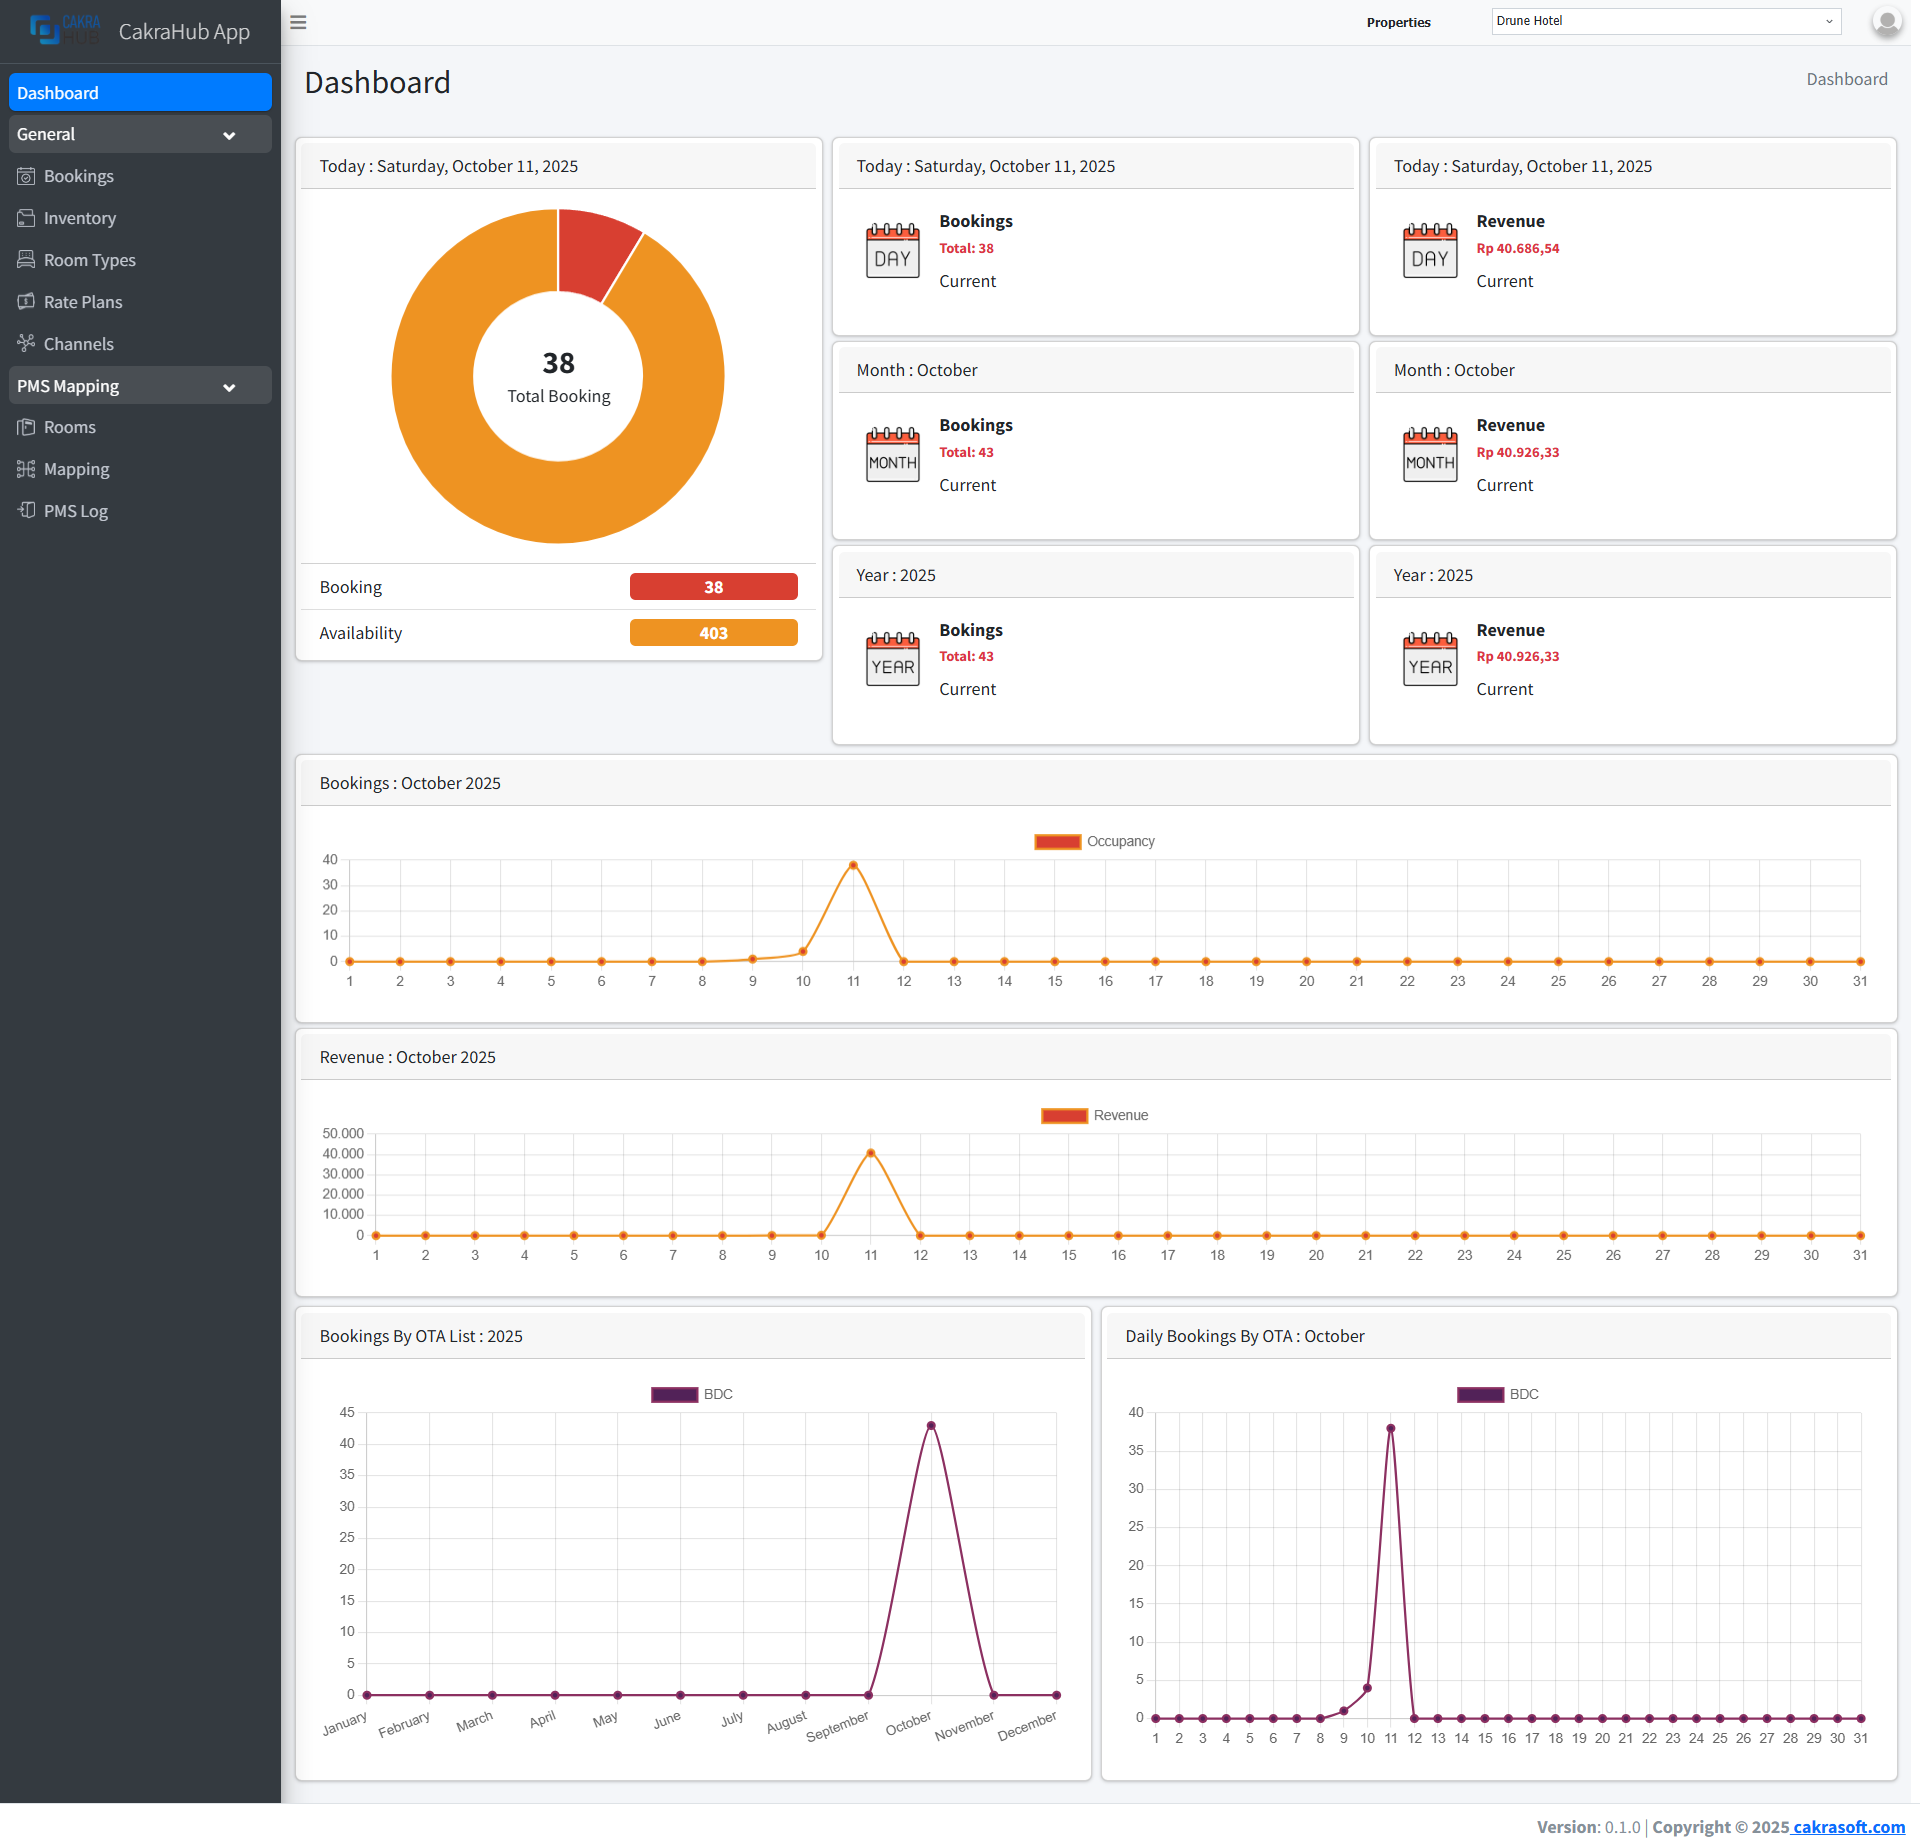 CAKRA
HUB
CakraHub App
Properties
Drune Hotel
Dashboard
General
Bookings
Inventory
Room Types
Rate Plans
Channels
PMS Mapping
Rooms
Mapping
PMS Log
Dashboard
Dashboard
Today : Saturday, October 11, 2025
38
Total Booking
Booking
38
Availability
403
Today : Saturday, October 11, 2025
DAY
Bookings
Total: 38
Current
Today : Saturday, October 11, 2025
DAY
Revenue
Rp 40.686,54
Current
Month : October
MONTH
Bookings
Total: 43
Current
Month : October
MONTH
Revenue
Rp 40.926,33
Current
Year : 2025
YEAR
Bokings
Total: 43
Current
Year : 2025
YEAR
Revenue
Rp 40.926,33
Current
Bookings : October 2025
Occupancy
40
30
20
10
0
1 2 3 4 5 6 7 8 9 10 11 12 13 14 15 16 17 18 19 20 21 22 23 24 25 26 27 28 29 30 31
Revenue : October 2025
Revenue
50.000
40.000
30.000
20.000
10.000
0
1 2 3 4 5 6 7 8 9 10 11 12 13 14 15 16 17 18 19 20 21 22 23 24 25 26 27 28 29 30 31
Bookings By OTA List : 2025
BDC
45
40
35
30
25
20
15
10
5
0
January February March April May June July August September October November December
Daily Bookings By OTA : October
BDC
40
35
30
25
20
15
10
5
0
1 2 3 4 5 6 7 8 9 10 11 12 13 14 15 16 17 18 19 20 21 22 23 24 25 26 27 28 29 30 31
Version: 0.1.0 | Copyright © 2025 cakrasoft.com